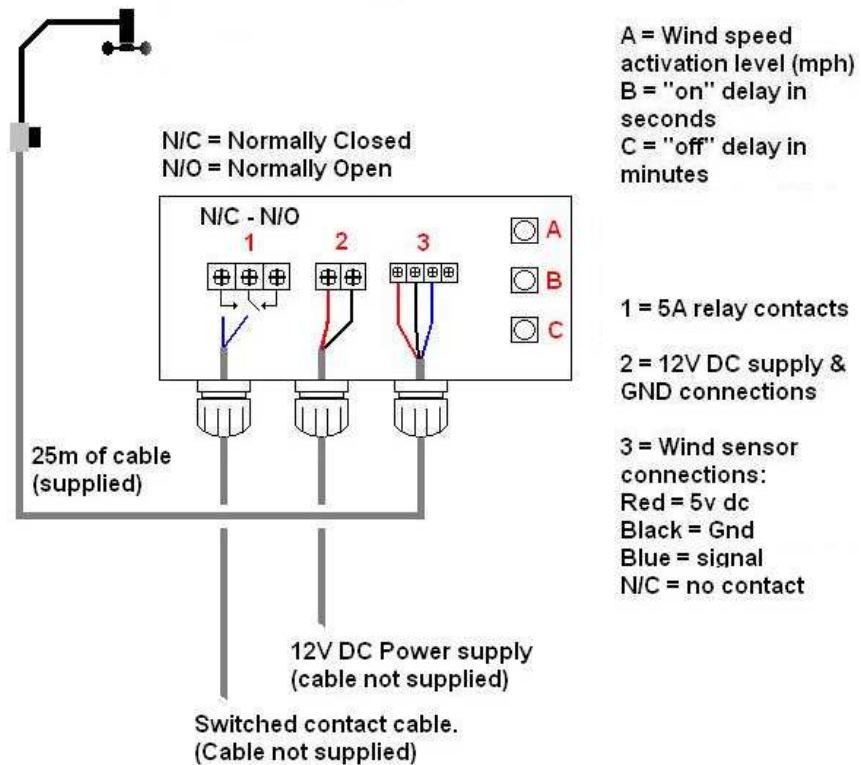 A = Wind speed
activation level (mph)
B = "on" delay in
seconds
C = "off" delay in
minutes
N/C = Normally Closed
N/O = Normally Open
N/C - N/O
1
2
3
A
B
C
1 = 5A relay contacts
2 = 12V DC supply &
GND connections
3 = Wind sensor
connections:
Red = 5v dc
Black = Gnd
Blue = signal
N/C = no contact
25m of cable
(supplied)
12V DC Power supply
(cable not supplied)
Switched contact cable.
(Cable not supplied)